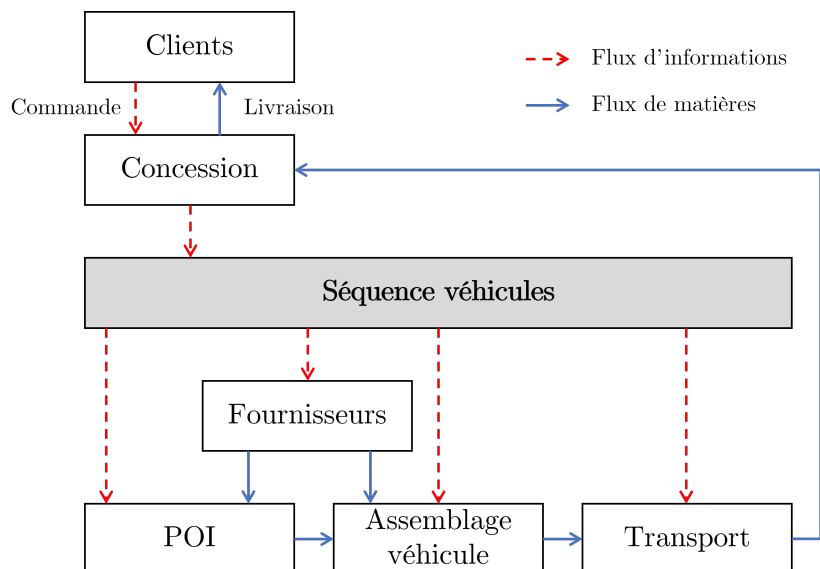 Clients
Flux d'informations
Commande
Livraison
Flux de matières
Concession
Séquence véhicules
Fournisseurs
POI
Assemblage
véhicule
Transport